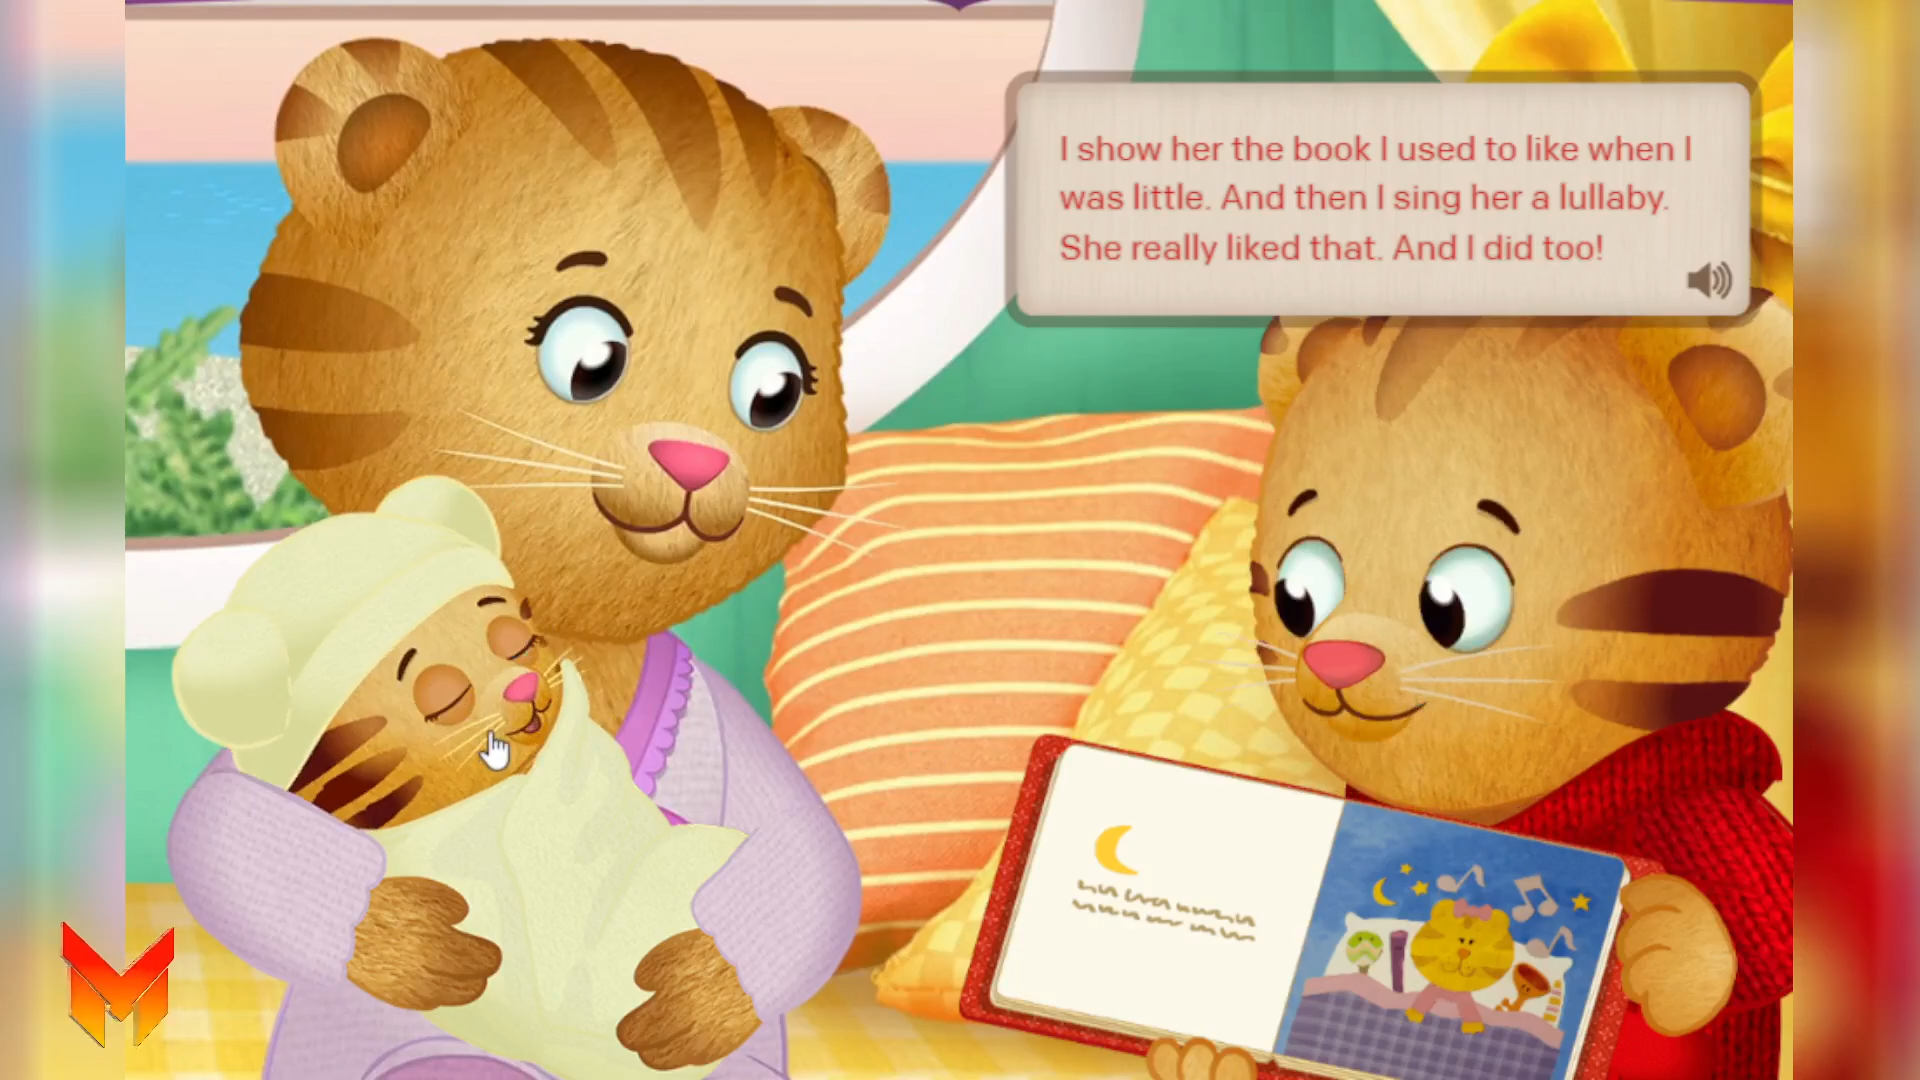 I show her the book I used to like when I
was little. And then I sing her a lullaby.
She really liked that. And I did too!